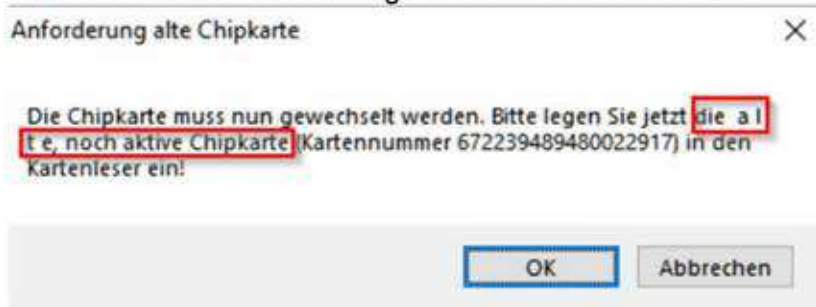 Anforderung alte Chipkarte
Die Chipkarte muss nun gewechselt werden. Bitte legen Sie jetzt die a l
t e, noch aktive Chipkarte (Kartennummer 672239489480022917) in den
Kartenleser ein!
OK Abbrechen